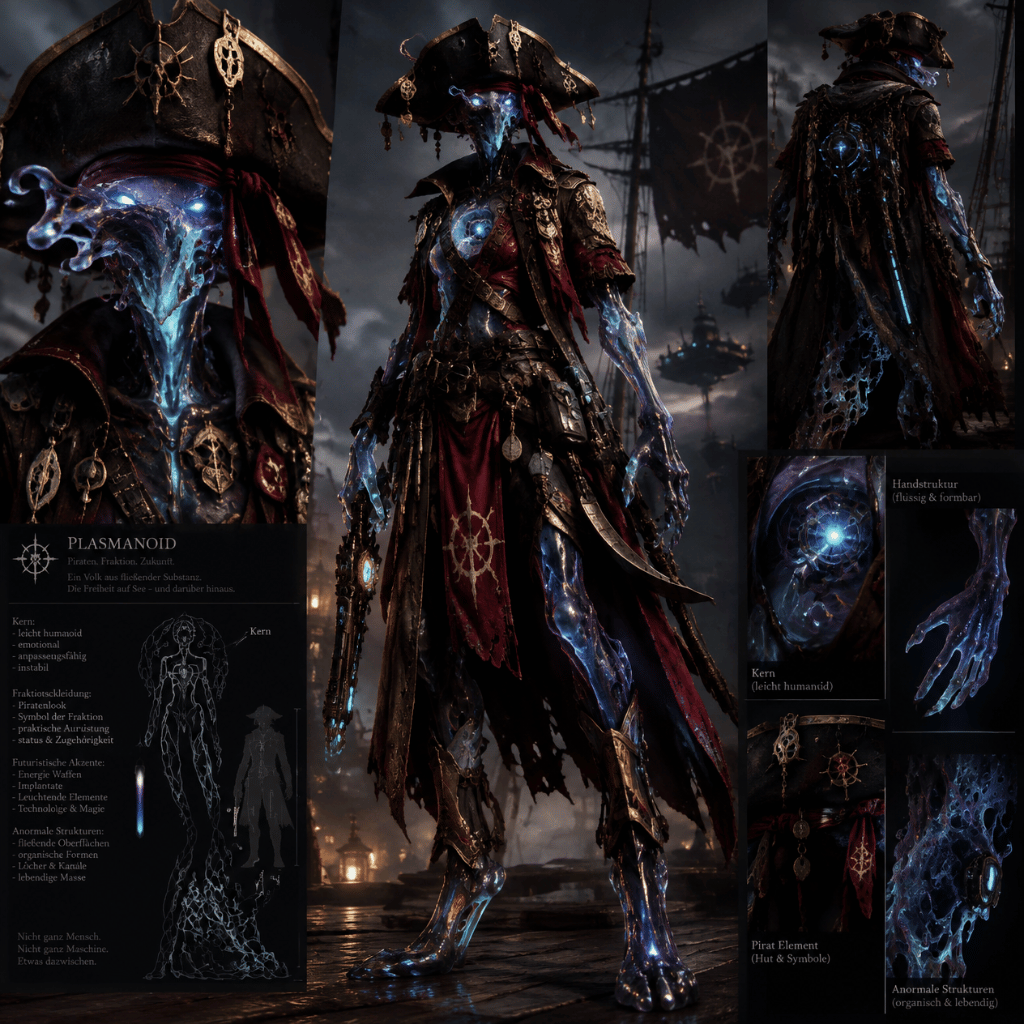 PLASMANOID
Piraten, Fraktion, Zukunft.
Ein Volk aus fließender Substanz.
Die Freiheit auf See – und darüber hinaus.
Kern:
- leicht humanoid
- emotional
- anpassengsfähig
- instabil
Kern
Fraktiotsckleidung:
- Piratenlook
- Symbol der Fraktion
- praktische Aurüstung
- status & Zugehörigkeit
Futuristische Akzente:
- Energie Waffen
- Implantate
- Leuchtende Elemente
- Technololge & Magie
Anormale Strukturen:
- fließende Oberflächen
- organische Formen
- Löcher & Kanäle
- lebendige Masse
Nicht ganz Mensch.
Nicht ganz Maschine.
Etwas dazwischen.
Handstruktur
(flüssig & formbar)
Kern
(leicht humanoid)
Pirat Element
(Hut & Symbole)
Anormale Strukturen
(organisch & lebendig)